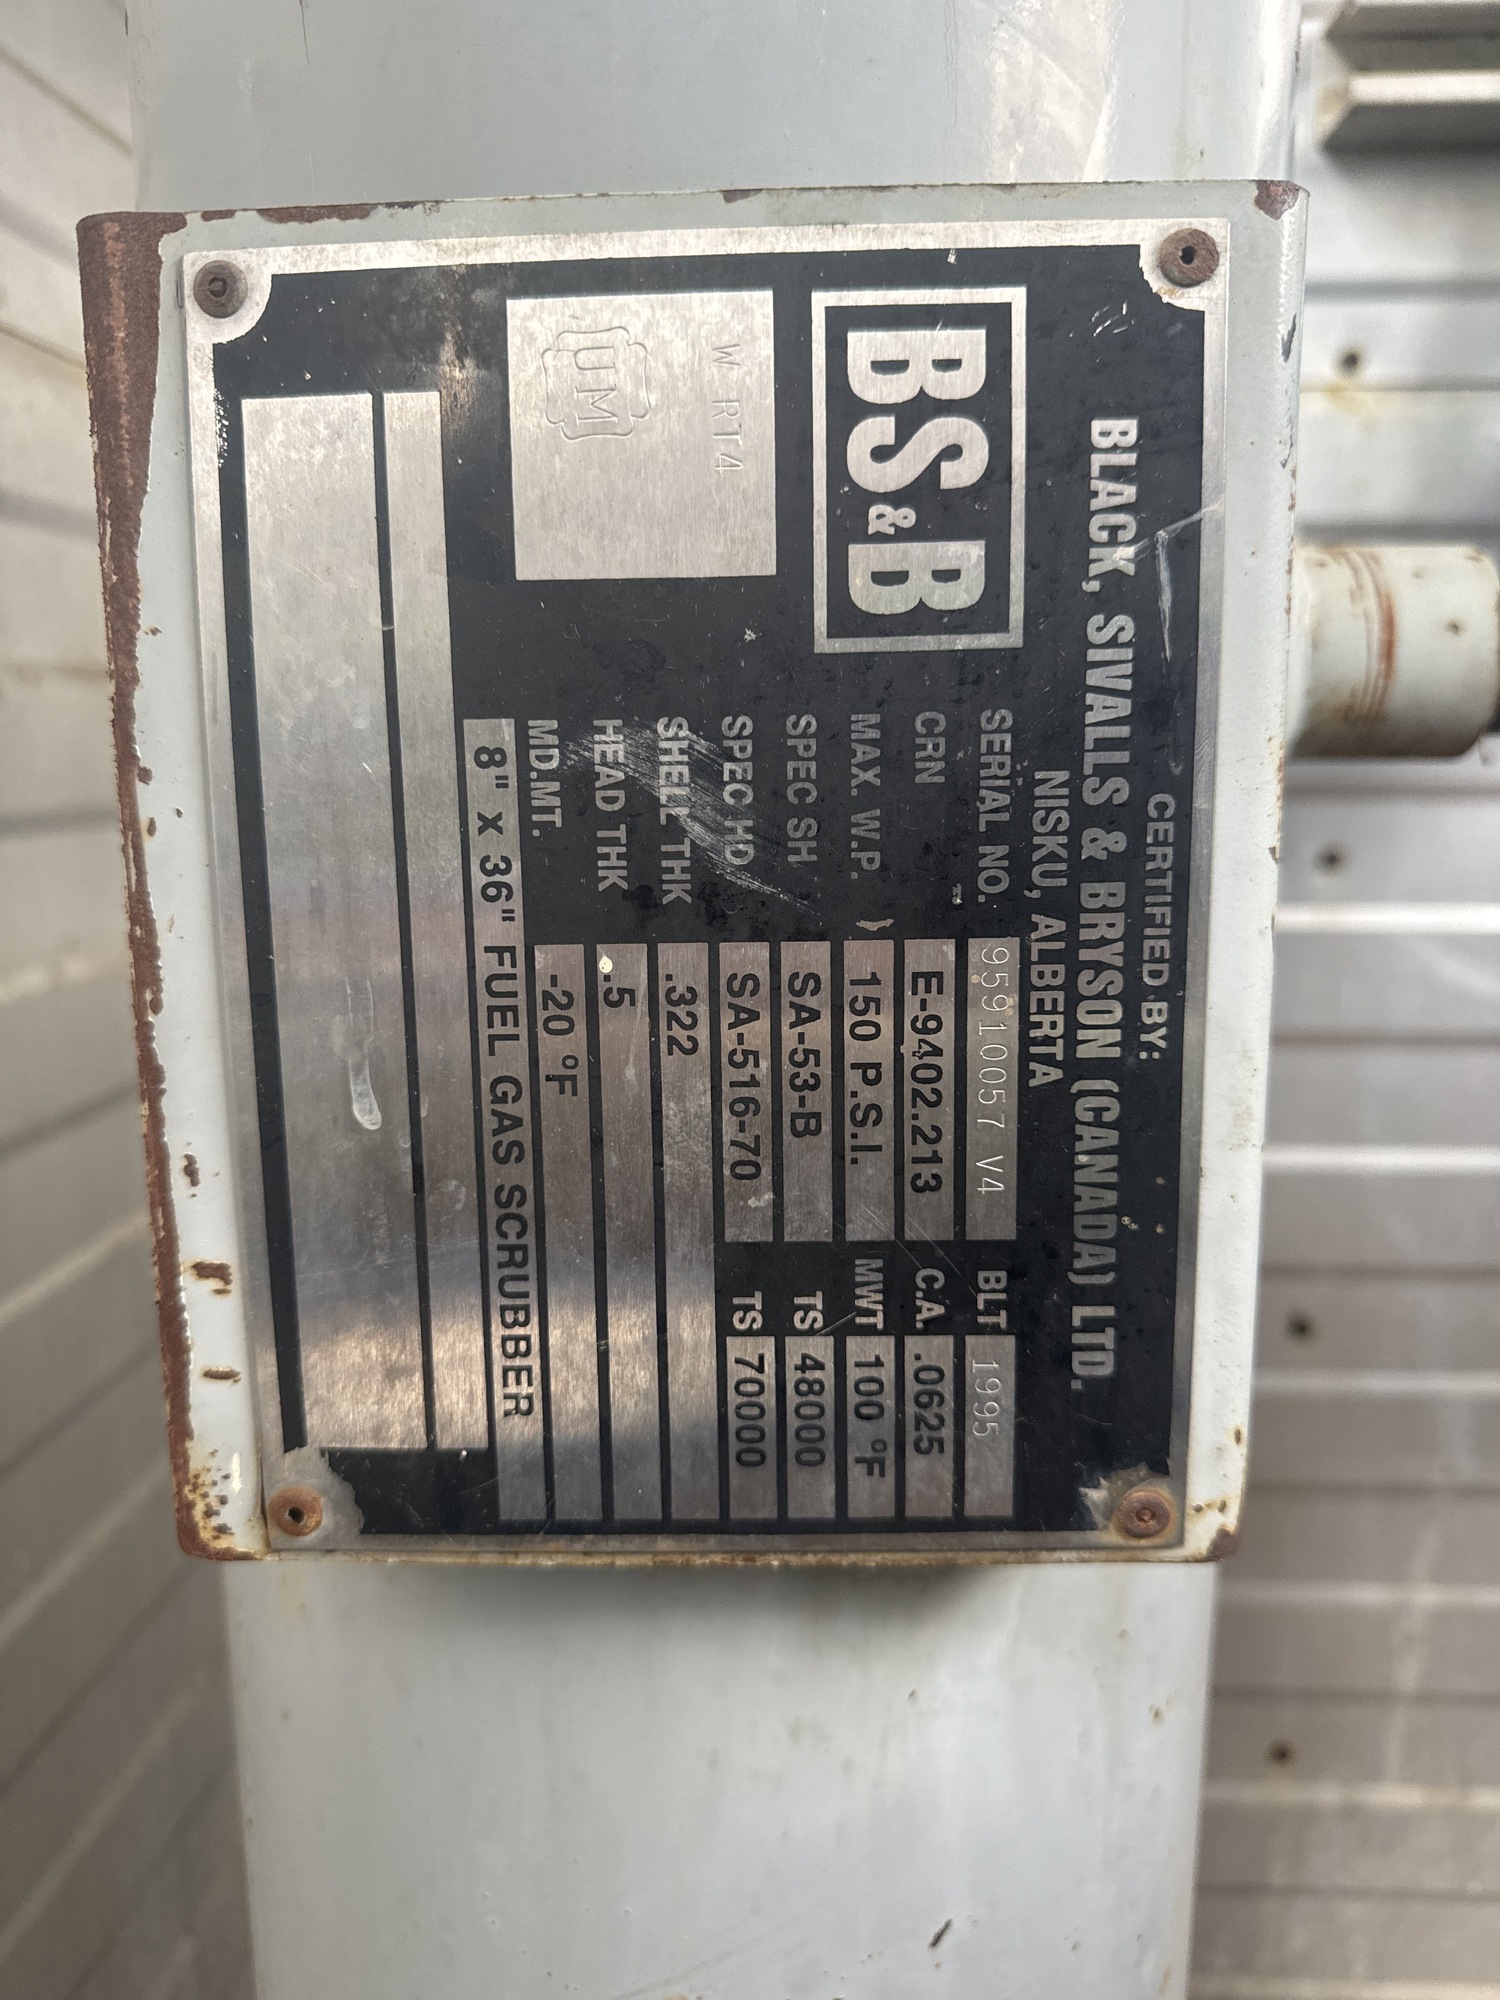 CERTIFIED BY:
BLACK, SIVALLS & BRYSON (CANADA) LTD.
NISKU, ALBERTA
BS&B
SERIAL NO. 95910057 V4 BLT 1995
CRN E-9402.213 C.A. .0625
MAX. W.P. 150 P.S.I. MWT 100 °F
SPEC SH SA-53-B TS 48000
SPEC HD SA-516-70 TS 70000
SHELL THK .322
HEAD THK .5
MD.MT. -20 °F
8" x 36" FUEL GAS SCRUBBER
W RT4
UM